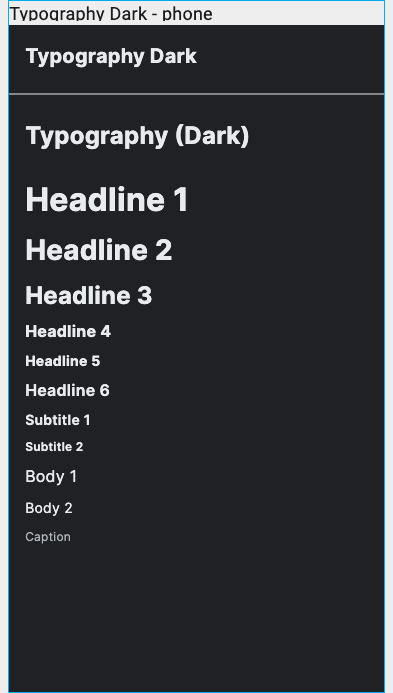 Typography Dark - phone
Typography Dark
Typography (Dark)
Headline 1
Headline 2
Headline 3
Headline 4
Headline 5
Headline 6
Subtitle 1
Subtitle 2
Body 1
Body 2
Caption